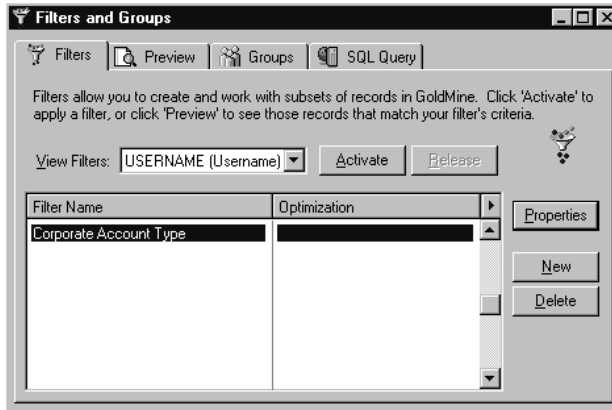 Filters and Groups
Filters Preview Groups SQL Query
Filters allow you to create and work with subsets of records in GoldMine. Click 'Activate' to
apply a filter, or click 'Preview' to see those records that match your filter's criteria.
View Filters: USERNAME (Username) Activate Release
Filter Name Optimization
Properties
Corporate Account Type
New
Delete